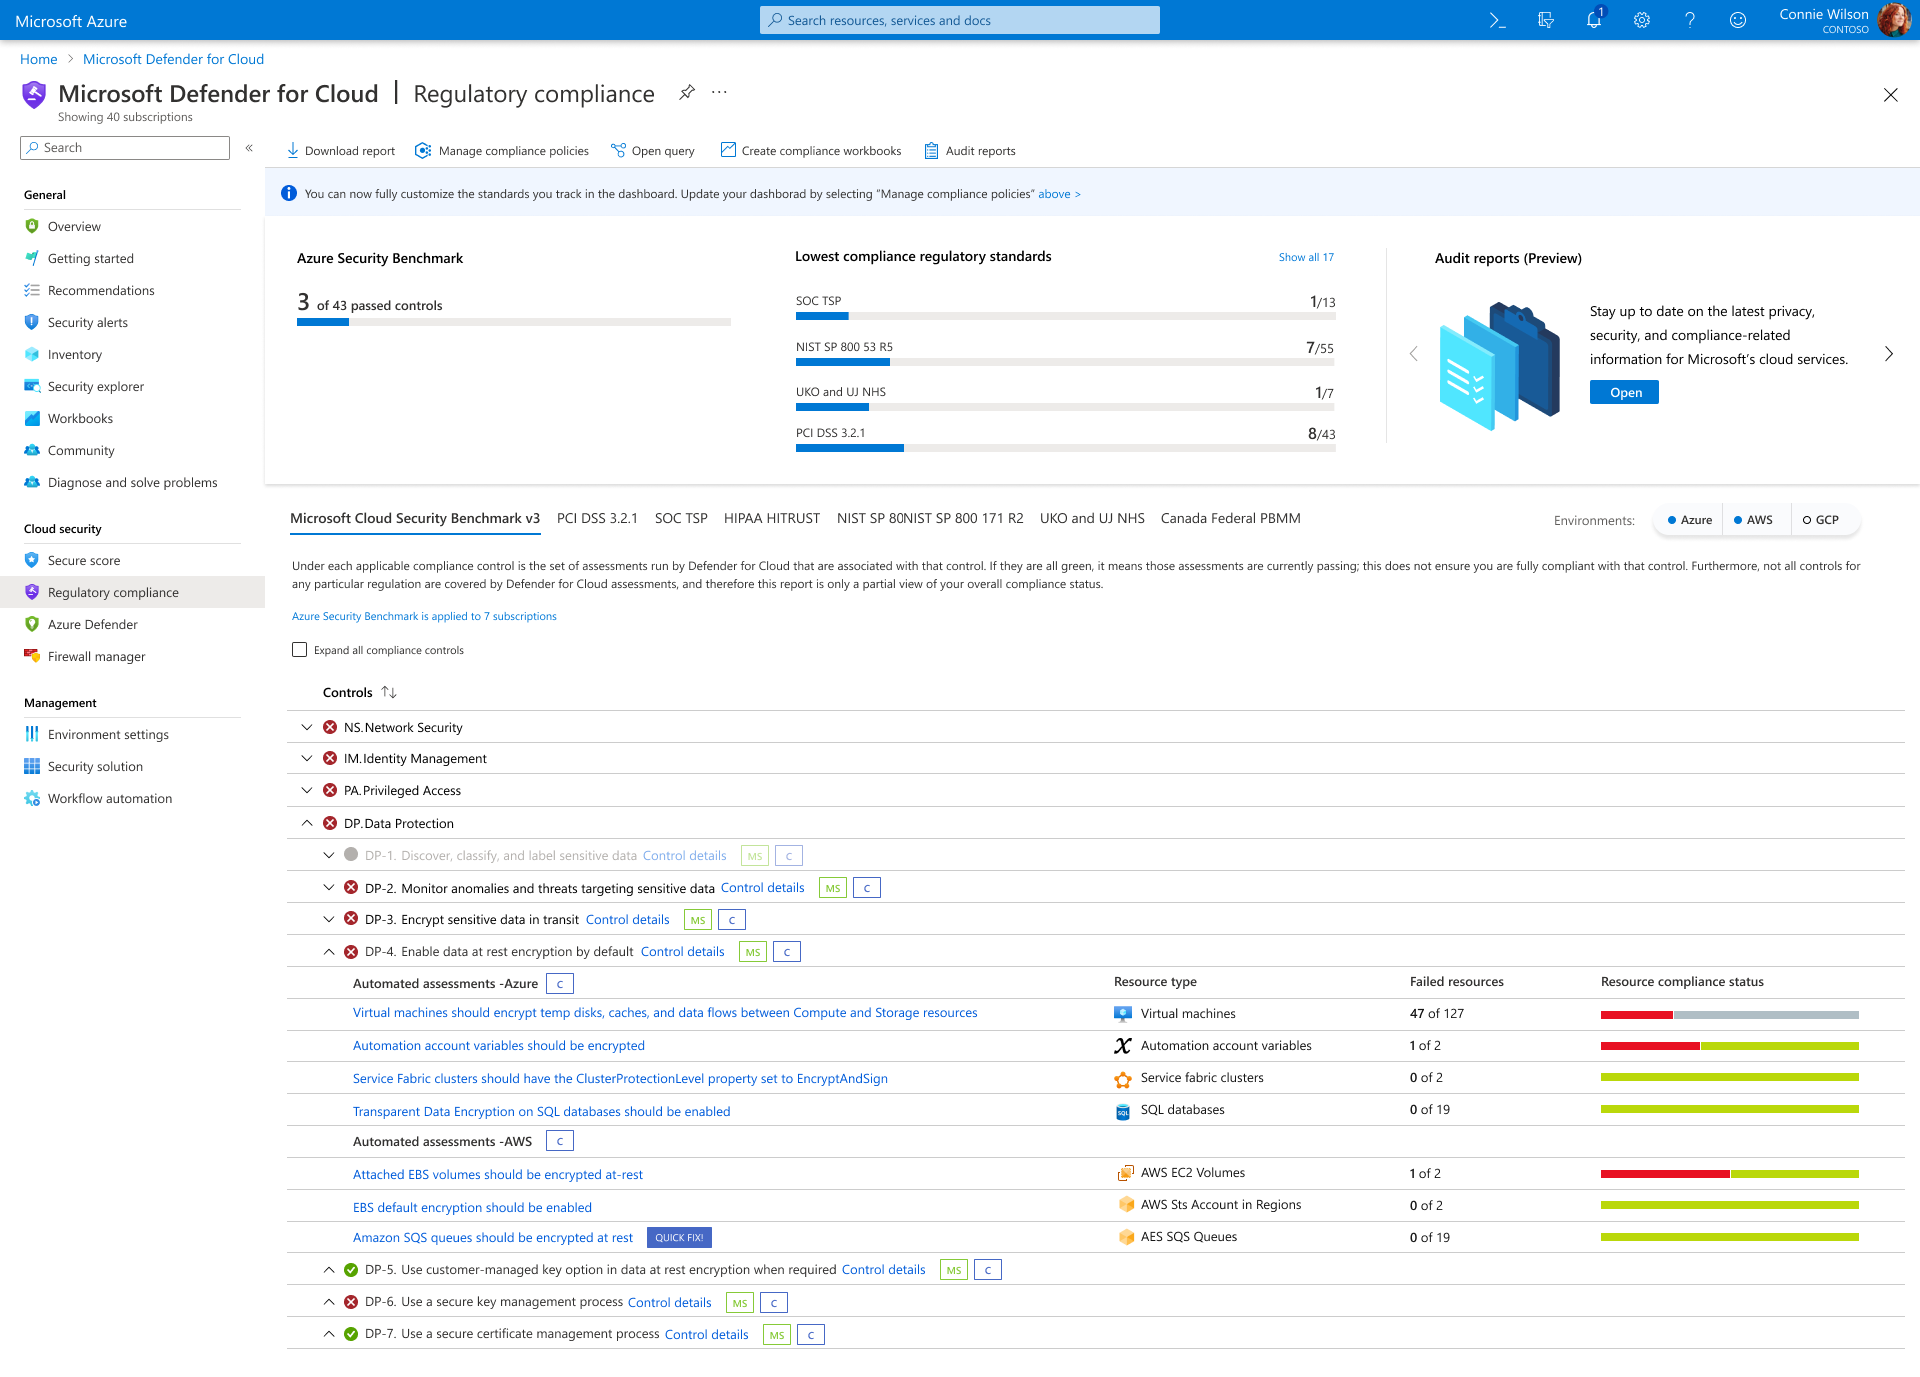 Microsoft Azure
Search resources, services and docs
1
Connie Wilson
CONTOSO
Home > Microsoft Defender for Cloud
Microsoft Defender for Cloud | Regulatory compliance
Showing 40 subscriptions
Search
«
Download report
Manage compliance policies
Open query
Create compliance workbooks
Audit reports
You can now fully customize the standards you track in the dashboard. Update your dashborad by selecting “Manage compliance policies” above >
General
Overview
Getting started
Recommendations
Security alerts
Inventory
Security explorer
Workbooks
Community
Diagnose and solve problems
Cloud security
Secure score
Regulatory compliance
Azure Defender
Firewall manager
Management
Environment settings
Security solution
Workflow automation
Azure Security Benchmark
3 of 43 passed controls
Lowest compliance regulatory standards
Show all 17
SOC TSP 1/13
NIST SP 800 53 R5 7/55
UKO and UJ NHS 1/7
PCI DSS 3.2.1 8/43
Audit reports (Preview)
Stay up to date on the latest privacy,
security, and compliance-related
information for Microsoft’s cloud services.
Open
Microsoft Cloud Security Benchmark v3 PCI DSS 3.2.1 SOC TSP HIPAA HITRUST NIST SP 80NIST SP 800 171 R2 UKO and UJ NHS Canada Federal PBMM
Environments: Azure AWS GCP
Under each applicable compliance control is the set of assessments run by Defender for Cloud that are associated with that control. If they are all green, it means those assessments are currently passing; this does not ensure you are fully compliant with that control. Furthermore, not all controls for
any particular regulation are covered by Defender for Cloud assessments, and therefore this report is only a partial view of your overall compliance status.
Azure Security Benchmark is applied to 7 subscriptions
Expand all compliance controls
Controls ↑↓
NS.Network Security
IM.Identity Management
PA.Privileged Access
DP.Data Protection
DP-1. Discover, classify, and label sensitive data Control details MS C
DP-2. Monitor anomalies and threats targeting sensitive data Control details MS C
DP-3. Encrypt sensitive data in transit Control details MS C
DP-4. Enable data at rest encryption by default Control details MS C
Automated assessments -Azure C Resource type Failed resources Resource compliance status
Virtual machines should encrypt temp disks, caches, and data flows between Compute and Storage resources Virtual machines 47 of 127
Automation account variables should be encrypted Automation account variables 1 of 2
Service Fabric clusters should have the ClusterProtectionLevel property set to EncryptAndSign Service fabric clusters 0 of 2
Transparent Data Encryption on SQL databases should be enabled SQL SQL databases 0 of 19
Automated assessments -AWS C
Attached EBS volumes should be encrypted at-rest AWS EC2 Volumes 1 of 2
EBS default encryption should be enabled AWS Sts Account in Regions 0 of 2
Amazon SQS queues should be encrypted at rest QUICK FIX! AES SQS Queues 0 of 19
DP-5. Use customer-managed key option in data at rest encryption when required Control details MS C
DP-6. Use a secure key management process Control details MS C
DP-7. Use a secure certificate management process Control details MS C